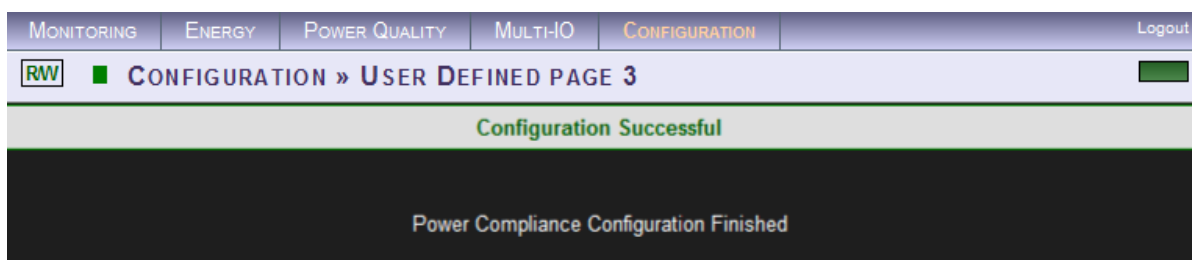 MONITORING ENERGY POWER QUALITY MULTI-IO CONFIGURATION Logout
R/W CONFIGURATION » USER DEFINED PAGE 3
Configuration Successful
Power Compliance Configuration Finished